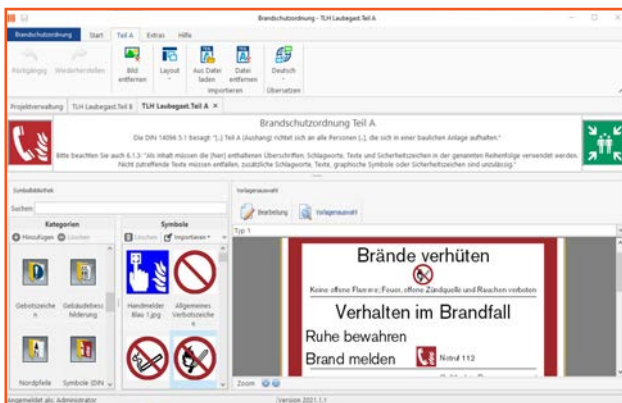 Brandschutzordnung - TLH Laubegast.Teil A
Brandschutzordnung Start Teil A Extras Hilfe
Rückgängig Wiederherstellen Bild entfernen Layout Aus Datei laden Datei entfernen Deutsch
Importieren Übersetzen
Projektverwaltung TLH Laubegast.Teil B TLH Laubegast.Teil A ×
Brandschutzordnung Teil A
Die DIN 14096 5.1 besagt: "[..] Teil A (Aushang) richtet sich an alle Personen [..], die sich in einer baulichen Anlage aufhalten."
Bitte beachten Sie auch 6.1.3: "Als Inhalt müssen die [hier] enthaltenen Überschriften, Schlagworte, Texte und Sicherheitszeichen in der genannten Reihenfolge verwendet werden.
Nicht zutreffende Texte müssen entfallen, zusätzliche Schlagworte, Texte, graphische Symbole oder Sicherheitszeichen sind unzulässig."
Symbolbibliothek
Suchen:
Kategorien
Hinzufügen Löschen
Gebotszeichen
n
Gebäudebesc
hilderung
Nordpfeile
Symbole (DIN
Symbole
Löschen Importieren
Handmelder
Blau 1.jpg
Allgemeines
Verbotszeiche
n
Vorlagenauswahl
Bearbeitung Vorlagenauswahl
Typ 1
Brände verhüten
Keine offene Flamme; Feuer, offene Zündquelle und Rauchen verboten
Verhalten im Brandfall
Ruhe bewahren
Brand melden Notruf 112
Zoom
Angemeldet als: Administrator Version 2021.1.1